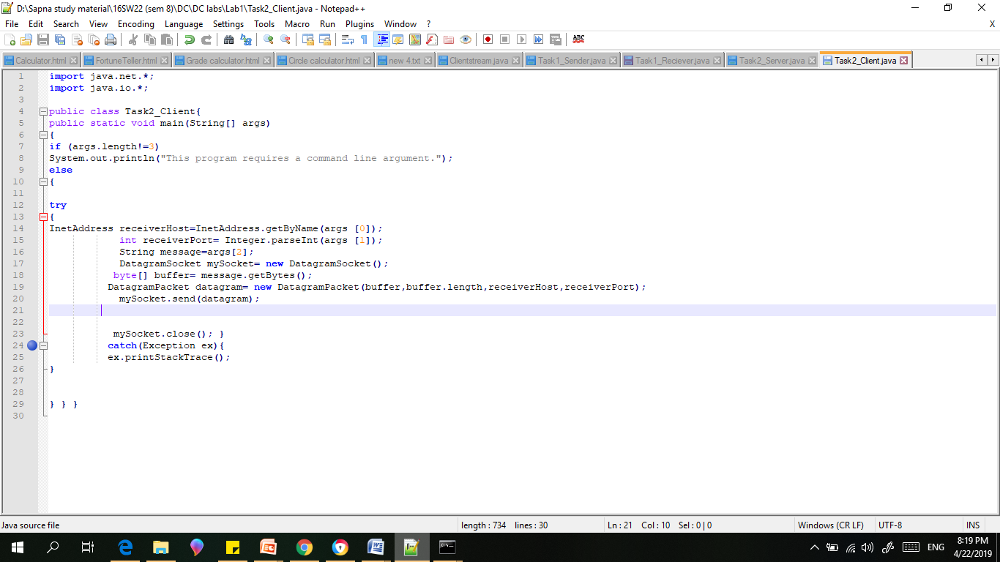 D:\Sapna study material\16SW22 (sem 8)\DC\DC labs\Lab1\Task2_Client.java - Notepad++
File Edit Search View Encoding Language Settings Tools Macro Run Plugins Window ? X
ABC
Calculator.html FortuneTeller.html Grade calculator.html Circle calculator.html new 4.txt Clientstream.java Task1_Sender.java Task1_Reciever.java Task2_Server.java Task2_Client.java
1 import java.net.*;
2 import java.io.*;
3
4 public class Task2_Client{
5 public static void main(String[] args)
6 {
7 if (args.length!=3)
8 System.out.println("This program requires a command line argument.");
9 else
10 {
11
12 try
13 {
14 InetAddress receiverHost=InetAddress.getByName(args [0]);
15 int receiverPort= Integer.parseInt(args [1]);
16 String message=args[2];
17 DatagramSocket mySocket= new DatagramSocket();
18 byte[] buffer= message.getBytes();
19 DatagramPacket datagram= new DatagramPacket(buffer,buffer.length,receiverHost,receiverPort);
20 mySocket.send(datagram);
21
22
23 mySocket.close(); }
24 catch(Exception ex){
25 ex.printStackTrace();
26 }
27
28
29 } } }
30
Java source file length : 734 lines : 30 Ln : 21 Col : 10 Sel : 0 | 0 Windows (CR LF) UTF-8 INS
ENG 8:19 PM
4/22/2019